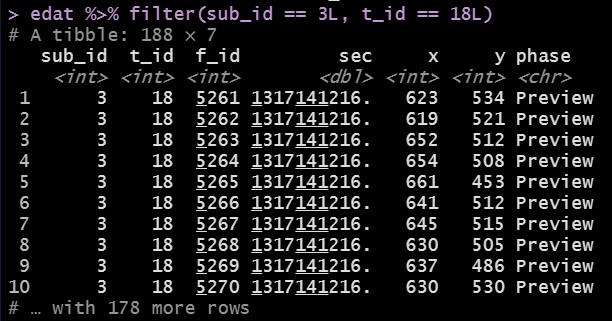 > edat %>% filter(sub_id == 3L, t_id == 18L)
# A tibble: 188 × 7
sub_id t_id f_id sec x y phase
<int> <int> <int> <dbl> <int> <int> <chr>
1 3 18 5261 1317141216. 623 534 Preview
2 3 18 5262 1317141216. 619 521 Preview
3 3 18 5263 1317141216. 652 512 Preview
4 3 18 5264 1317141216. 654 508 Preview
5 3 18 5265 1317141216. 661 453 Preview
6 3 18 5266 1317141216. 641 512 Preview
7 3 18 5267 1317141216. 645 515 Preview
8 3 18 5268 1317141216. 630 505 Preview
9 3 18 5269 1317141216. 637 486 Preview
10 3 18 5270 1317141216. 630 530 Preview
# … with 178 more rows